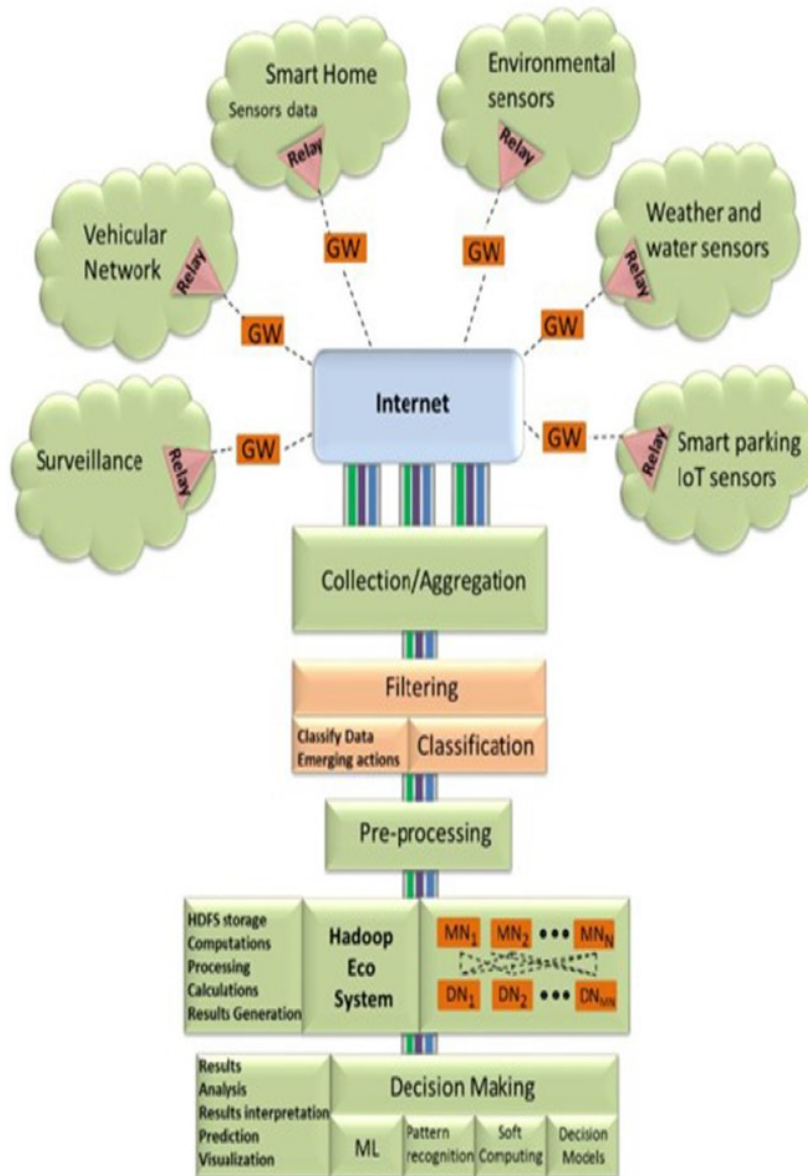 Smart Home
Sensors data
Relay
Environmental
sensors
Relay
Vehicular
Network
Relay
Weather and
water sensors
Relay
GW
GW
GW
GW
Internet
Surveillance
Relay
GW
GW
Relay
Smart parking
IoT sensors
Collection/Aggregation
Filtering
Classify Data
Emerging actions
Classification
Pre-processing
HDFS storage
Computations
Processing
Calculations
Results Generation
Hadoop
Eco
System
MN1 MN2 ••• MNN
DN1 DN2 ••• DNMN
Results
Analysis
Results interpretation
Prediction
Visualization
Decision Making
ML
Pattern
recognition
Soft
Computing
Decision
Models